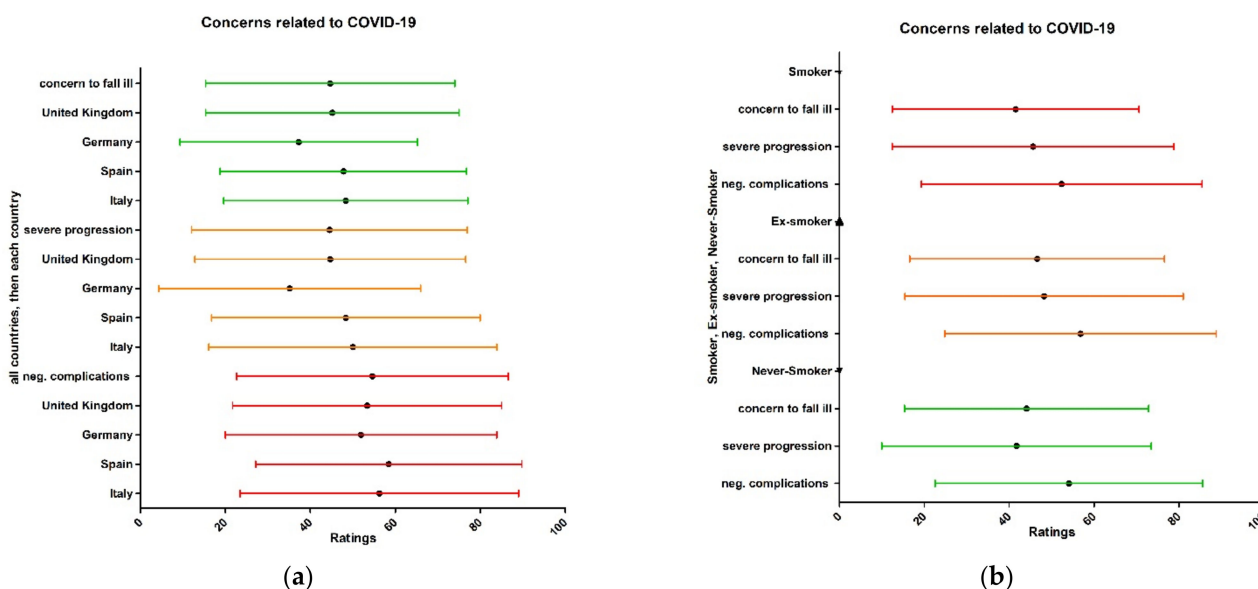 Concerns related to COVID-19
all countries, then each country
concern to fall ill
United Kingdom
Germany
Spain
Italy
severe progression
United Kingdom
Germany
Spain
Italy
neg. complications
United Kingdom
Germany
Spain
Italy
0 20 40 60 80 100
Ratings
(a)
Concerns related to COVID-19
Smoker, Ex-smoker, Never-Smoker
Smoker
concern to fall ill
severe progression
neg. complications
Ex-smoker
concern to fall ill
severe progression
neg. complications
Never-Smoker
concern to fall ill
severe progression
neg. complications
0 20 40 60 80 100
Ratings
(b)